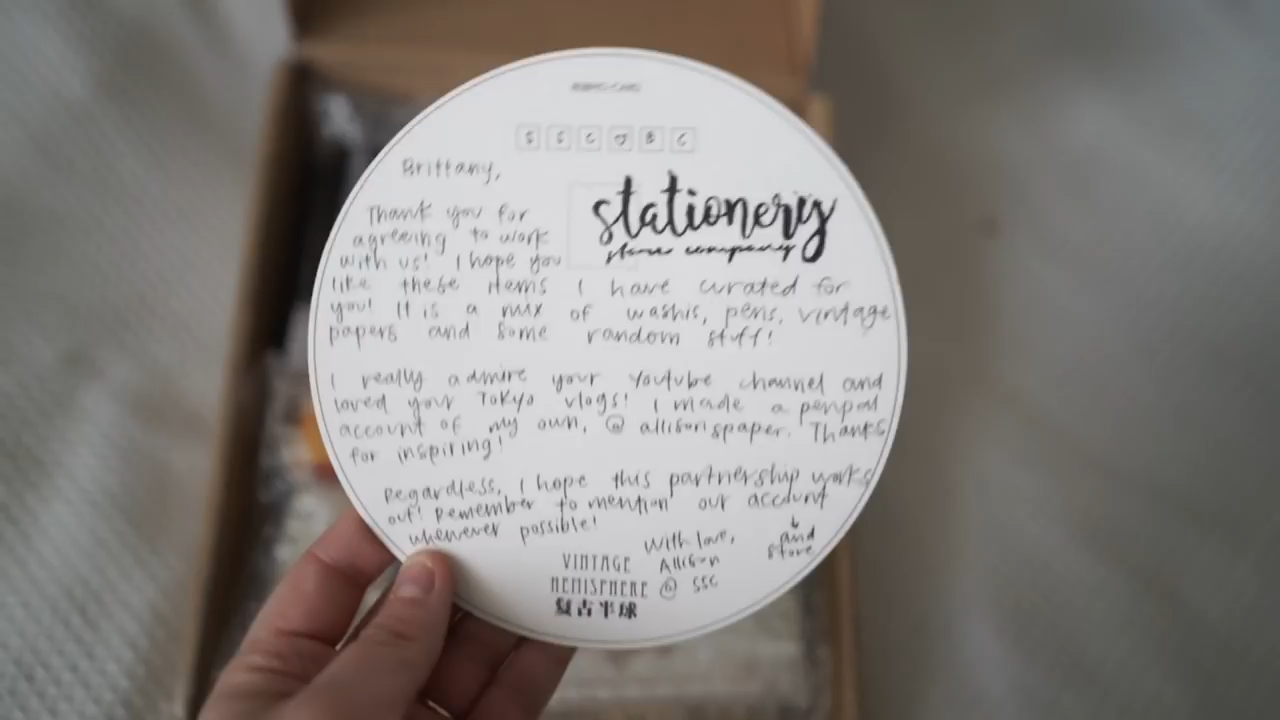 S S C J B C
Brittany,
stationery
store company
Thank you for
agreeing to work
with us! I hope you
like these items I have curated for
you! It is a mix of washis, pens, vintage
papers and some random stuff!
I really admire your Youtube channel and
loved your Tokyo vlogs! I made a penpal
account of my own, @allisonspaper. Thanks
for inspiring!
Regardless, I hope this partnership works
out! Remember to mention our account
↓
and
store
whenever possible!
With love,
Allison
@ SSC
VINTAGE
HEMISPHERE
复古半球